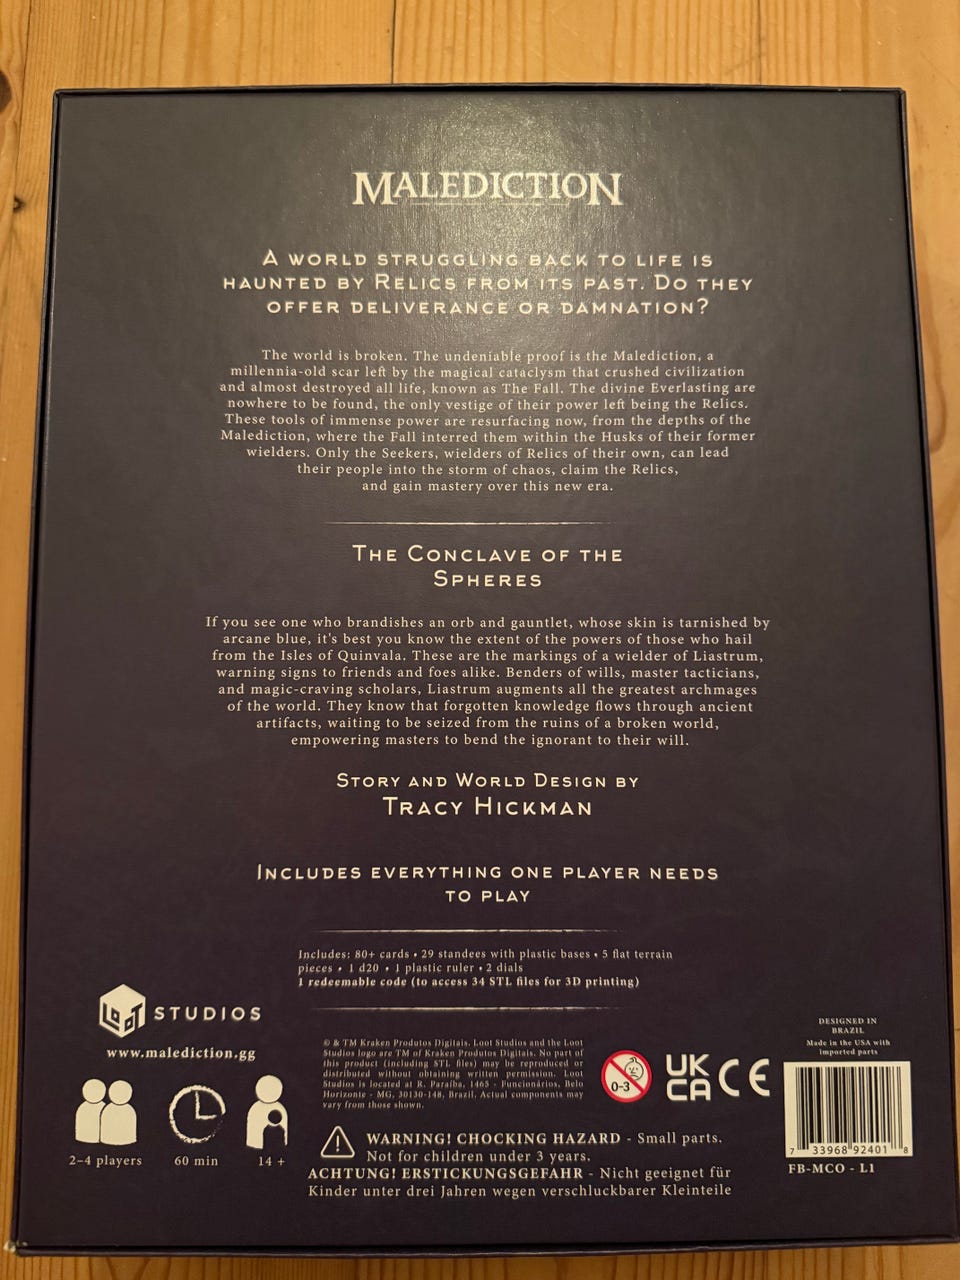 MALEDICTION
A WORLD STRUGGLING BACK TO LIFE IS
HAUNTED BY RELICS FROM ITS PAST. DO THEY
OFFER DELIVERANCE OR DAMNATION?
The world is broken. The undeniable proof is the Malediction, a
millennia-old scar left by the magical cataclysm that crushed civilization
and almost destroyed all life, known as The Fall. The divine Everlasting are
nowhere to be found, the only vestige of their power left being the Relics.
These tools of immense power are resurfacing now, from the depths of the
Malediction, where the Fall interred them within the Husks of their former
wielders. Only the Seekers, wielders of Relics of their own, can lead
their people into the storm of chaos, claim the Relics,
and gain mastery over this new era.
THE CONCLAVE OF THE
SPHERES
If you see one who brandishes an orb and gauntlet, whose skin is tarnished by
arcane blue, it's best you know the extent of the powers of those who hail
from the Isles of Quinvala. These are the markings of a wielder of Liastrum,
warning signs to friends and foes alike. Benders of wills, master tacticians,
and magic-craving scholars, Liastrum augments all the greatest archmages
of the world. They know that forgotten knowledge flows through ancient
artifacts, waiting to be seized from the ruins of a broken world,
empowering masters to bend the ignorant to their will.
STORY AND WORLD DESIGN BY
TRACY HICKMAN
INCLUDES EVERYTHING ONE PLAYER NEEDS
TO PLAY
Includes: 80+ cards • 29 standees with plastic bases • 5 flat terrain
pieces • 1 d20 • 1 plastic ruler • 2 dials
1 redeemable code (to access 34 STL files for 3D printing)
LOOT STUDIOS
www.malediction.gg
2-4 players
60 min
14 +
© & TM Kraken Produtos Digitais. Loot Studios and the Loot
Studios logo are TM of Kraken Produtos Digitais. No part of
this product (including STL files) may be reproduced or
distributed without obtaining written permission. Loot
Studios is located at R. Paraíba, 1465 - Funcionários, Belo
Horizonte - MG, 30130-148, Brazil. Actual components may
vary from those shown.
0-3
UK
CA
CE
DESIGNED IN
BRAZIL
Made in the USA with
imported parts
7 33968 92401 8
FB-MCO - L1
WARNING! CHOCKING HAZARD - Small parts.
Not for children under 3 years.
ACHTUNG! ERSTICKUNGSGEFAHR - Nicht geeignet für
Kinder unter drei Jahren wegen verschluckbarer Kleinteile